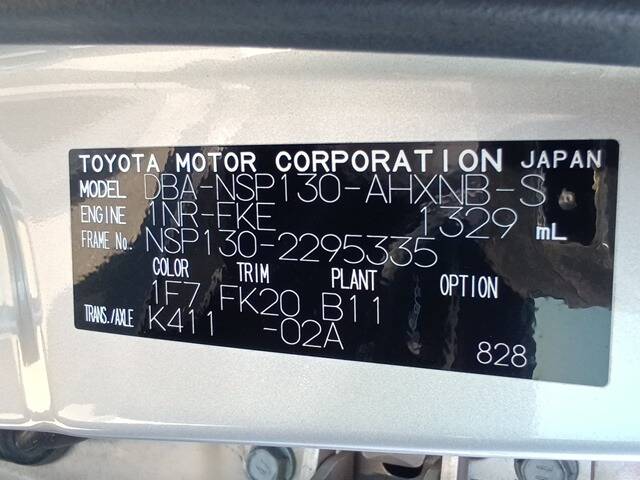 TOYOTA MOTOR CORPORATION JAPAN
MODEL DBA-NSP130-AHXNB-S
ENGINE 1NR-FKE 1329 mL
FRAME No. NSP130-2295335
COLOR TRIM PLANT OPTION
1F7 FK20 B11
TRANS./AXLE K411 -02A
828